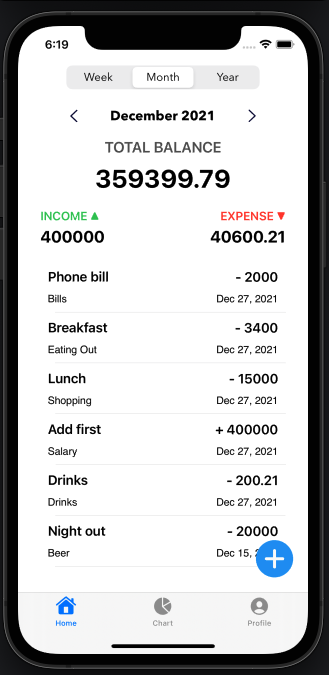 6:19
Week Month Year
December 2021
TOTAL BALANCE
359399.79
INCOME EXPENSE
400000 40600.21
Phone bill - 2000
Bills Dec 27, 2021
Breakfast - 3400
Eating Out Dec 27, 2021
Lunch - 15000
Shopping Dec 27, 2021
Add first + 400000
Salary Dec 27, 2021
Drinks - 200.21
Drinks Dec 27, 2021
Night out - 20000
Beer Dec 15,
Home Chart Profile